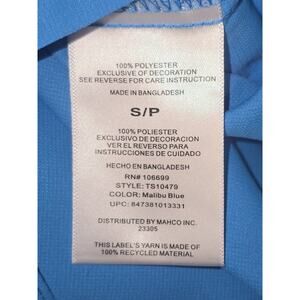 100% POLYESTER
EXCLUSIVE OF DECORATION
SEE REVERSE FOR CARE INSTRUCTION
MADE IN BANGLADESH
S/P
100% POLYESTER
EXCLUSIVO DE DECORACION
VER EL REVERSO PARA
INSTRUCCIONES DE CUIDADO
HECHO EN BANGLADESH
RN# 106699
STYLE: TS10479
COLOR: Malibu Blue
UPC: 847381013331
DISTRIBUTED BY MAHCO INC.
23305
THIS LABEL'S YARN IS MADE OF
100% RECYCLED MATERIAL